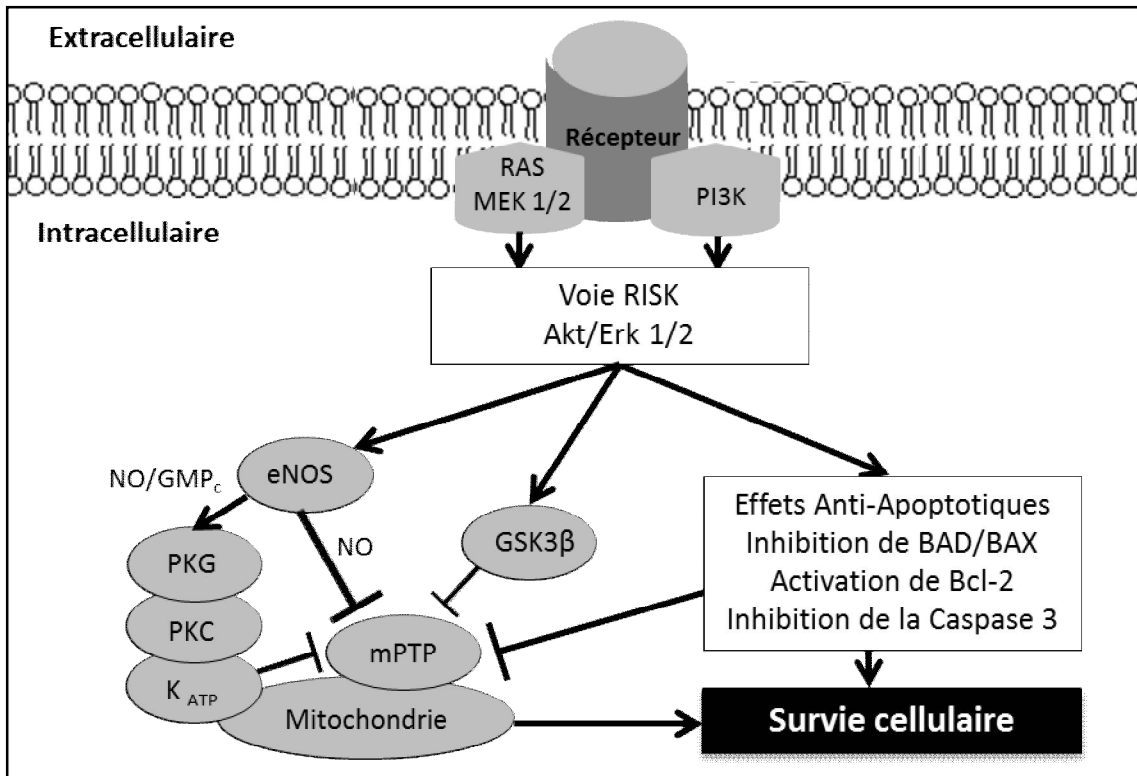 Extracellulaire
Récepteur
RAS
MEK 1/2
PI3K
Intracellulaire
Voie RISK
Akt/Erk 1/2
NO/GMPc
eNOS
NO
GSK3β
PKG
PKC
K ATP
mPTP
Mitochondrie
Effets Anti-Apoptotiques
Inhibition de BAD/BAX
Activation de Bcl-2
Inhibition de la Caspase 3
Survie cellulaire